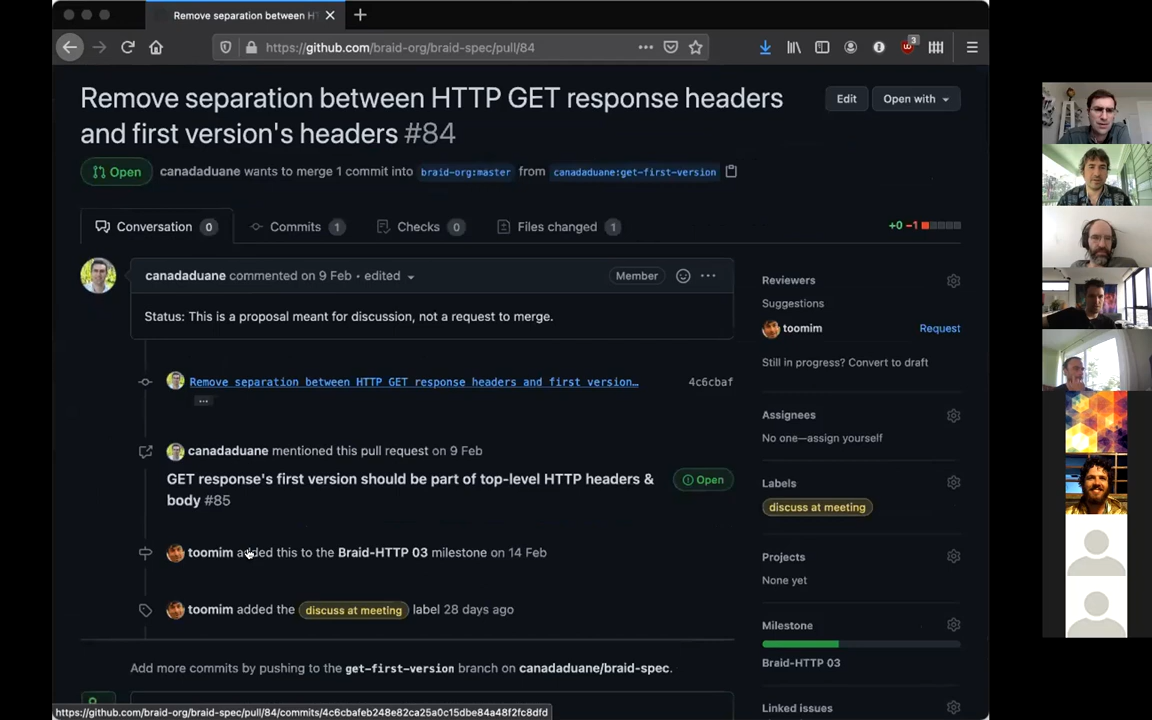 Remove separation between HT
https://github.com/braid-org/braid-spec/pull/84
3
Remove separation between HTTP GET response headers
and first version's headers #84
Edit
Open with
Open
canadaduane wants to merge 1 commit into braid-org:master from canadaduane:get-first-version
Conversation 0
Commits 1
Checks 0
Files changed 1
+0 −1
canadaduane commented on 9 Feb • edited
Member
Status: This is a proposal meant for discussion, not a request to merge.
Remove separation between HTTP GET response headers and first version…
4c6cbaf
canadaduane mentioned this pull request on 9 Feb
GET response's first version should be part of top-level HTTP headers &
body #85
Open
toomim added this to the Braid-HTTP 03 milestone on 14 Feb
toomim added the discuss at meeting label 28 days ago
Add more commits by pushing to the get-first-version branch on canadaduane/braid-spec.
https://github.com/braid-org/braid-spec/pull/84/commits/4c6cbafeb248e82ca25a0c15dbe84a48f2fc8dfd
Reviewers
Suggestions
toomim
Request
Still in progress? Convert to draft
Assignees
No one—assign yourself
Labels
discuss at meeting
Projects
None yet
Milestone
Braid-HTTP 03
Linked issues